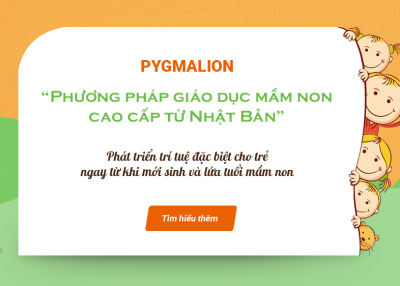 PYGMALION
“PHƯƠNG PHÁP GIÁO DỤC MẦM NON
CAO CẤP TỪ NHẬT BẢN”
Phát triển trí tuệ đặc biệt cho trẻ
ngay từ khi mới sinh và lứa tuổi mầm non
Tìm hiểu thêm